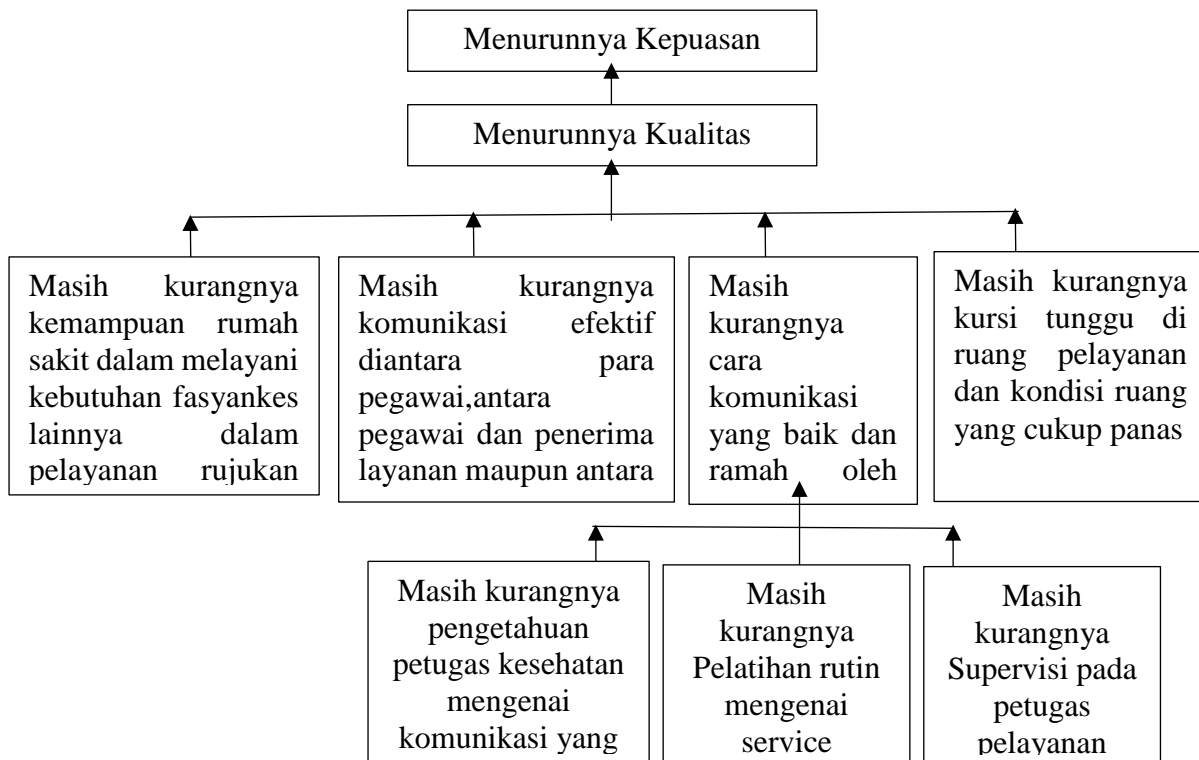 Menurunnya Kepuasan
Menurunnya Kualitas
Masih kurangnya
kemampuan rumah
sakit dalam melayani
kebutuhan fasyankes
lainnya dalam
pelayanan rujukan
Masih kurangnya
komunikasi efektif
diantara para
pegawai,antara
pegawai dan penerima
layanan maupun antara
Masih
kurangnya
cara
komunikasi
yang baik dan
ramah oleh
Masih kurangnya
kursi tunggu di
ruang pelayanan
dan kondisi ruang
yang cukup panas
Masih kurangnya
pengetahuan
petugas kesehatan
mengenai
komunikasi yang
Masih
kurangnya
Pelatihan rutin
mengenai
service
Masih
kurangnya
Supervisi pada
petugas
pelayanan